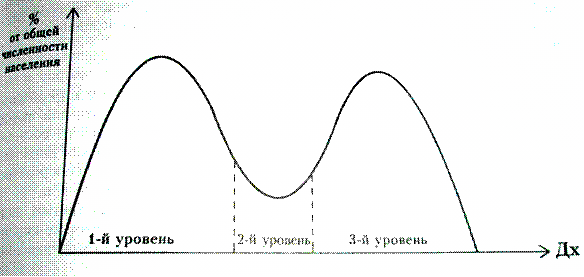 %
от общей
численности
населения
1-й уровень 2-й уровень 3-й уровень
Дх